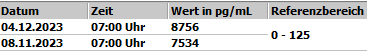 Datum Zeit Wert in pg/mL Referenzbereich
04.12.2023 07:00 Uhr 8756 0 - 125
08.11.2023 07:00 Uhr 7534